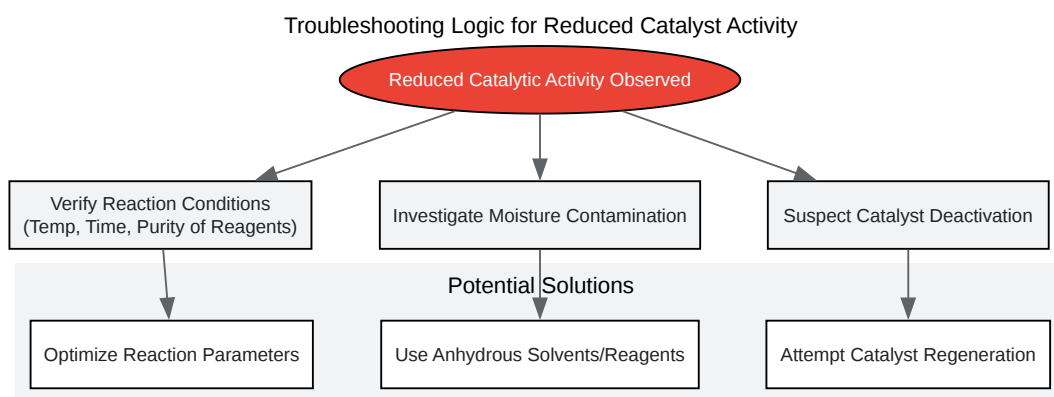 Troubleshooting Logic for Reduced Catalyst Activity
Reduced Catalytic Activity Observed
Verify Reaction Conditions
(Temp, Time, Purity of Reagents)
Investigate Moisture Contamination
Suspect Catalyst Deactivation
Potential Solutions
Optimize Reaction Parameters
Use Anhydrous Solvents/Reagents
Attempt Catalyst Regeneration